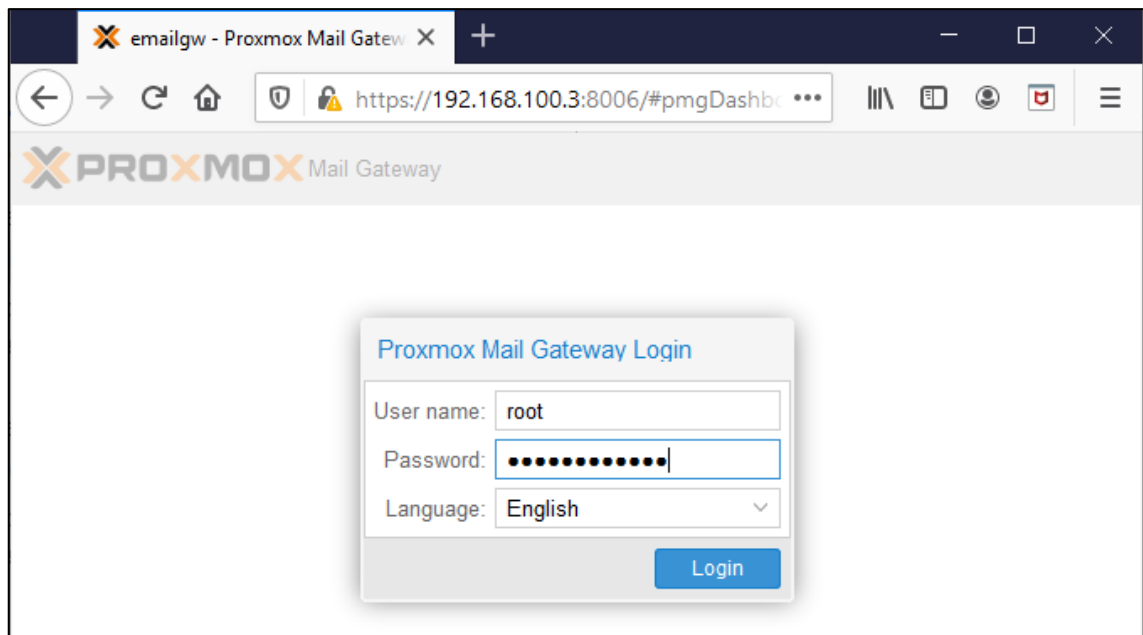 emailgw - Proxmox Mail Gatew
https://192.168.100.3:8006/#pmgDashbo
PROXMOX Mail Gateway
Proxmox Mail Gateway Login
User name: root
Password: ●●●●●●●●●●●●
Language: English
Login